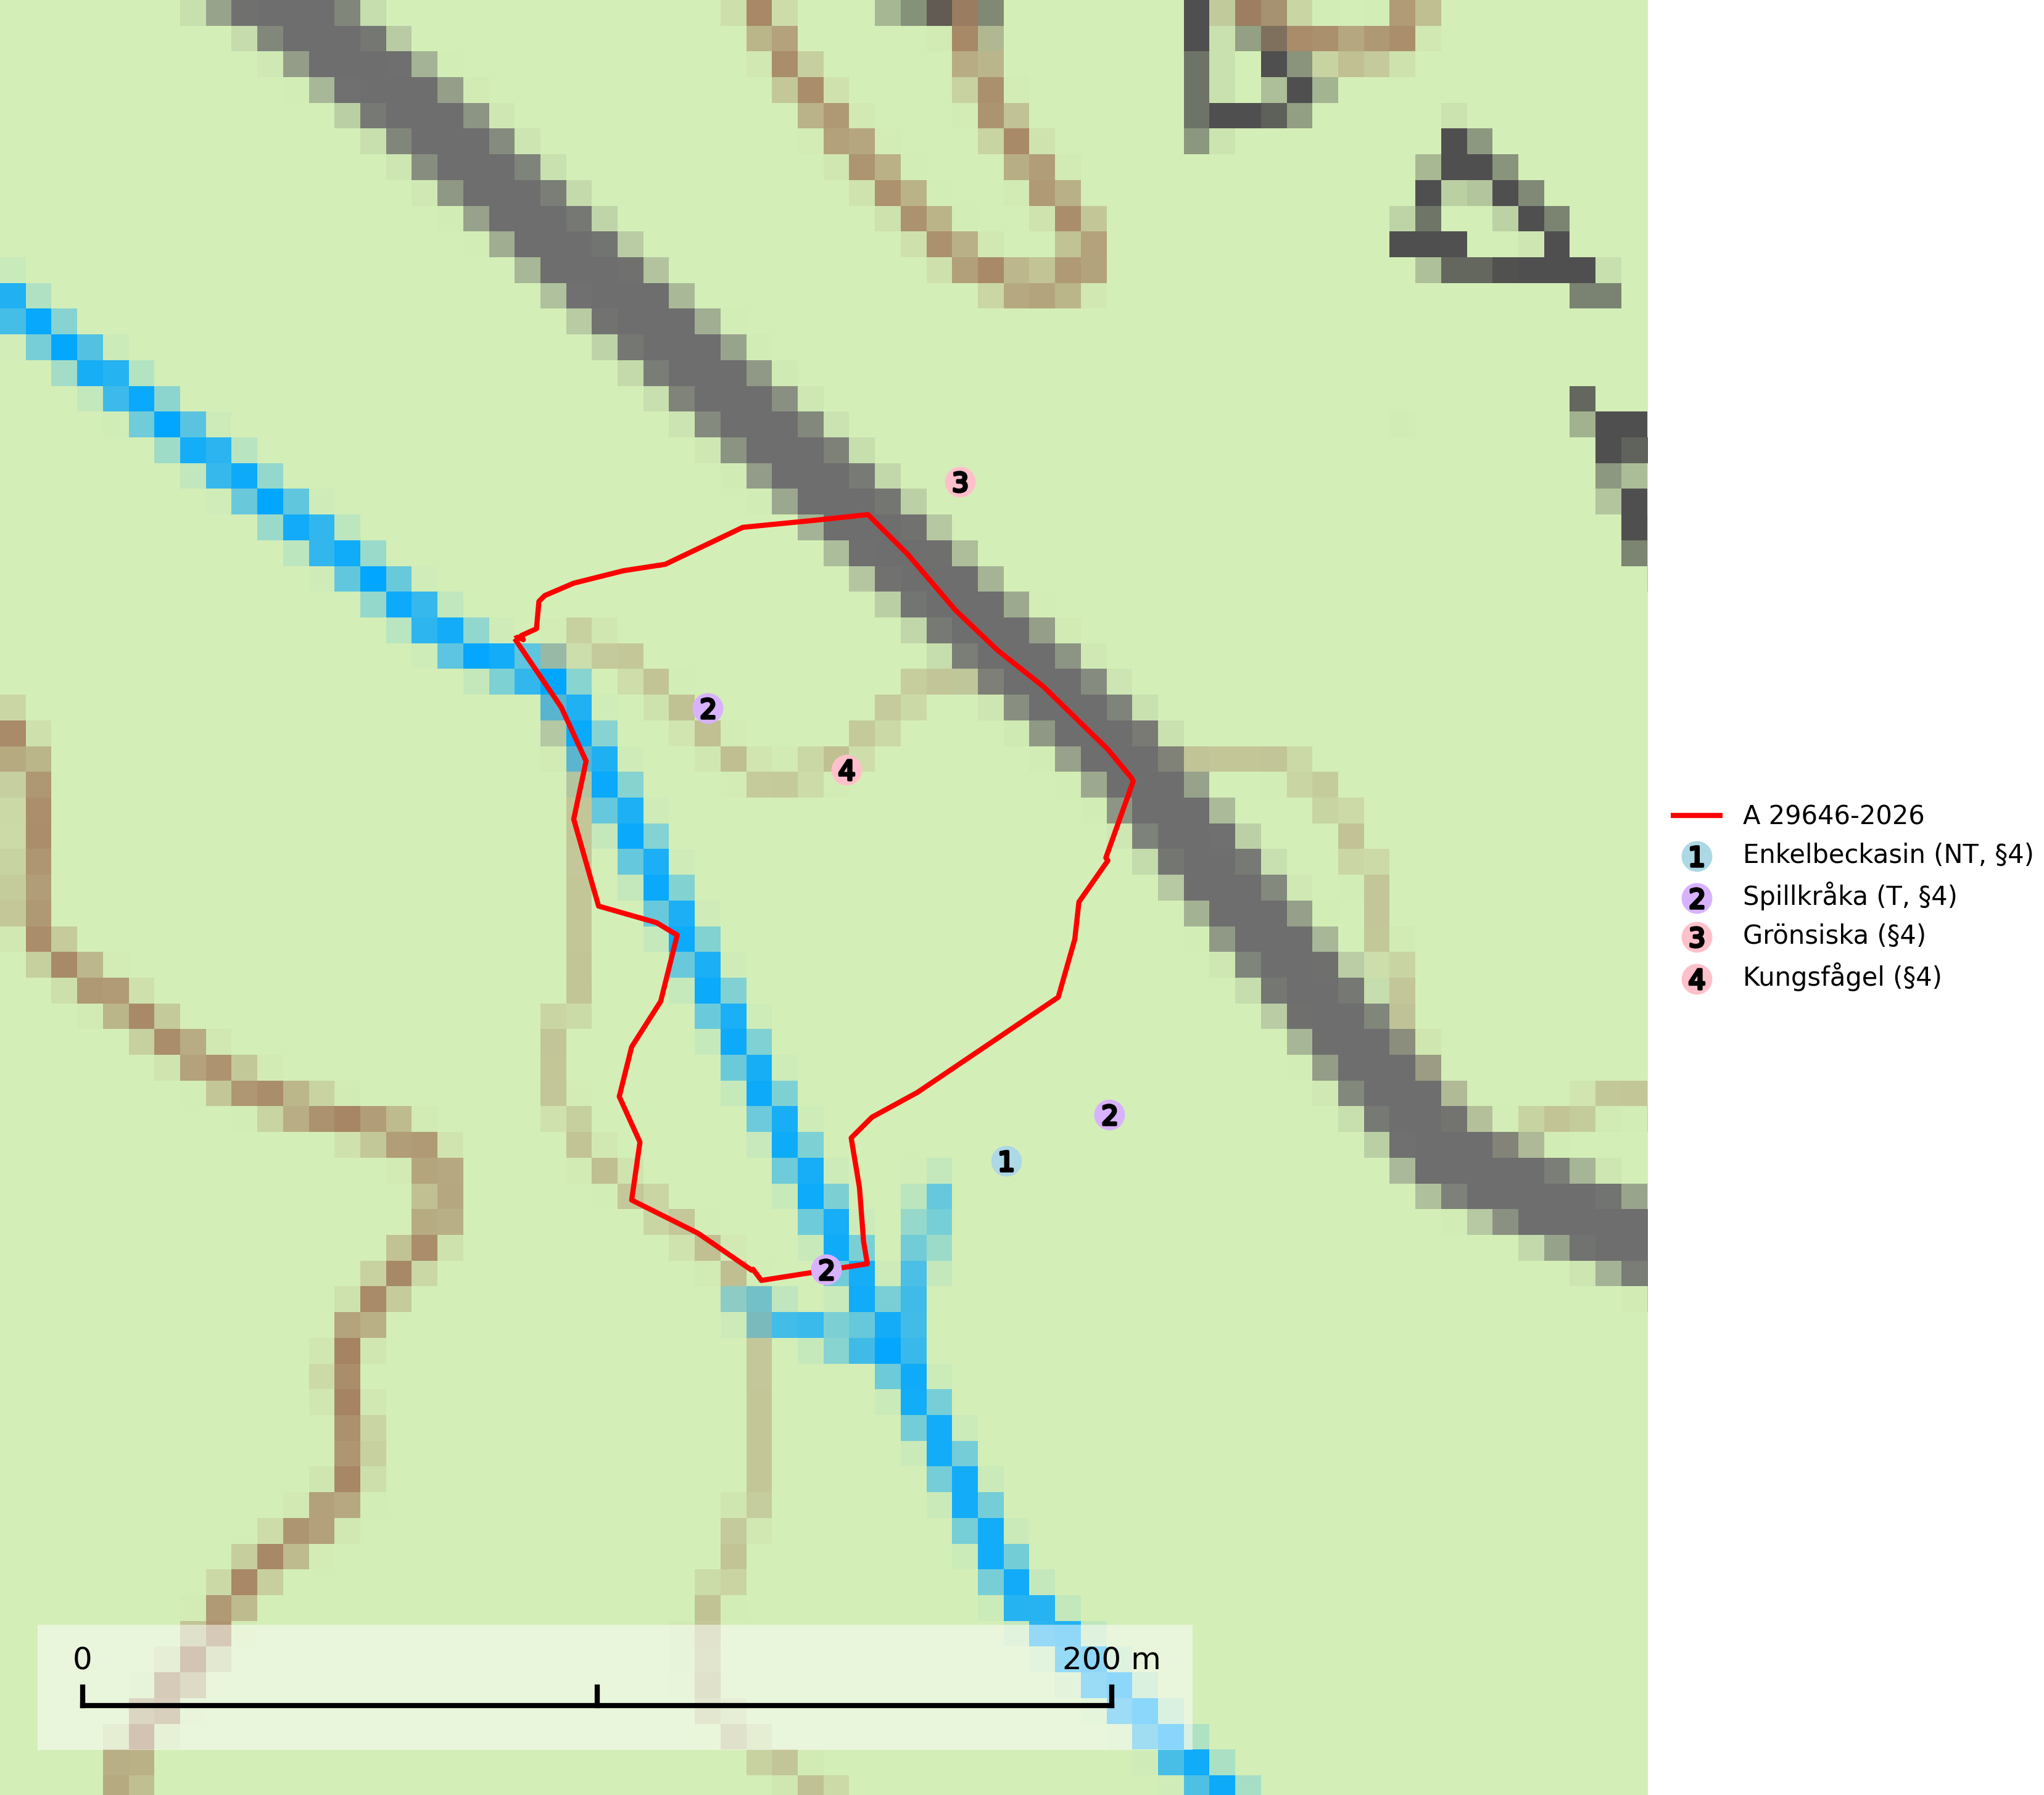 3
2
4
2
1
2
0 200 m
A 29646-2026
1 Enkelbeckasin (NT, §4)
2 Spillkråka (T, §4)
3 Grönsiska (§4)
4 Kungsfågel (§4)